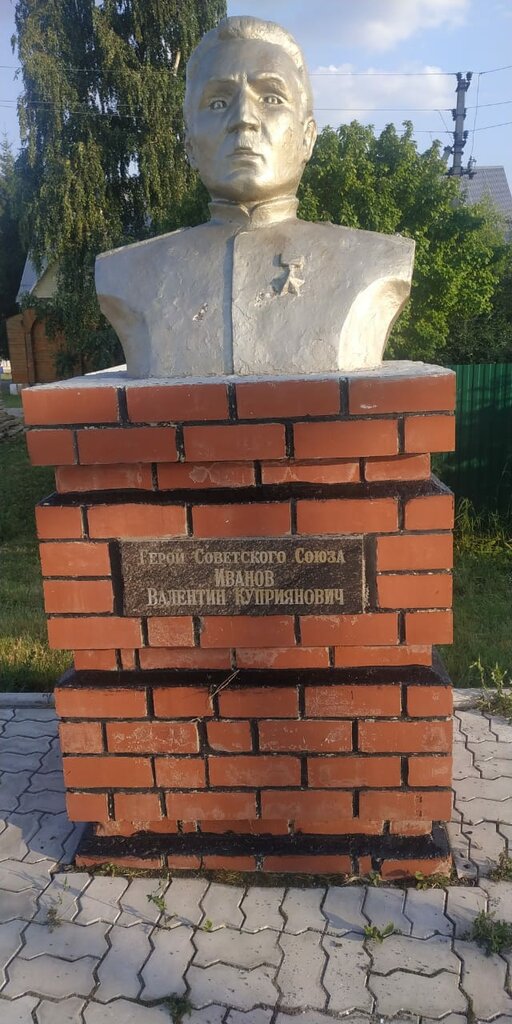 Герой Советского Союза
Иванов
Валентин Куприянович